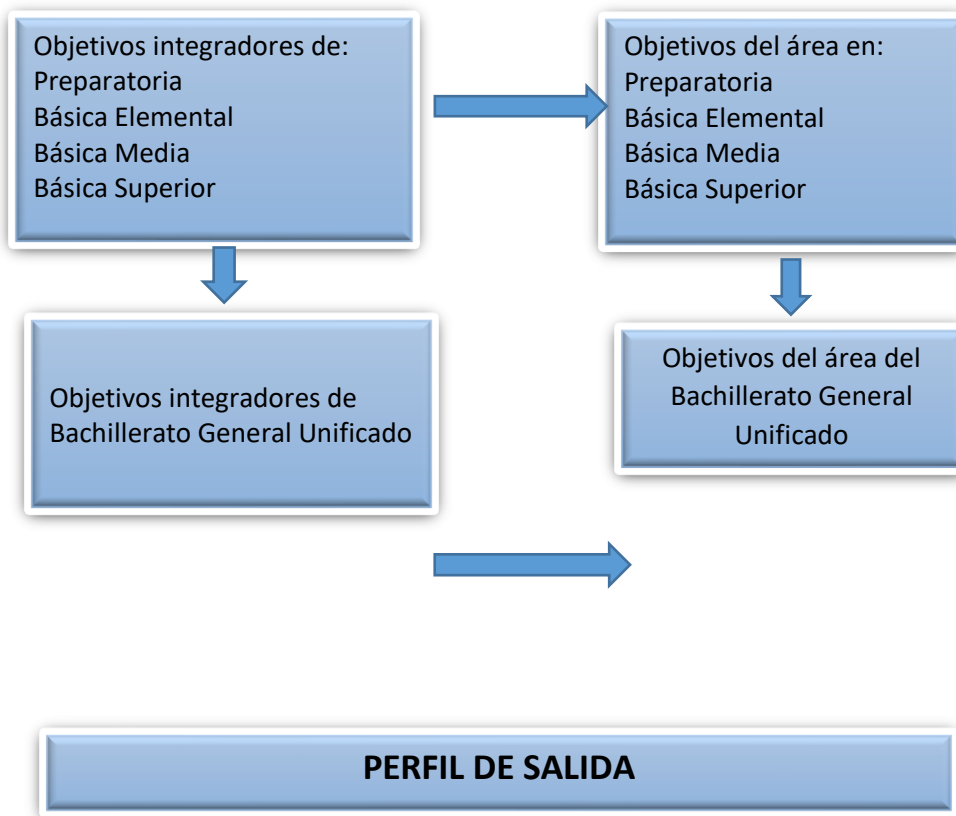 Objetivos integradores de:
Preparatoria
Básica Elemental
Básica Media
Básica Superior
Objetivos del área en:
Preparatoria
Básica Elemental
Básica Media
Básica Superior
Objetivos integradores de
Bachillerato General Unificado
Objetivos del área del
Bachillerato General
Unificado
PERFIL DE SALIDA